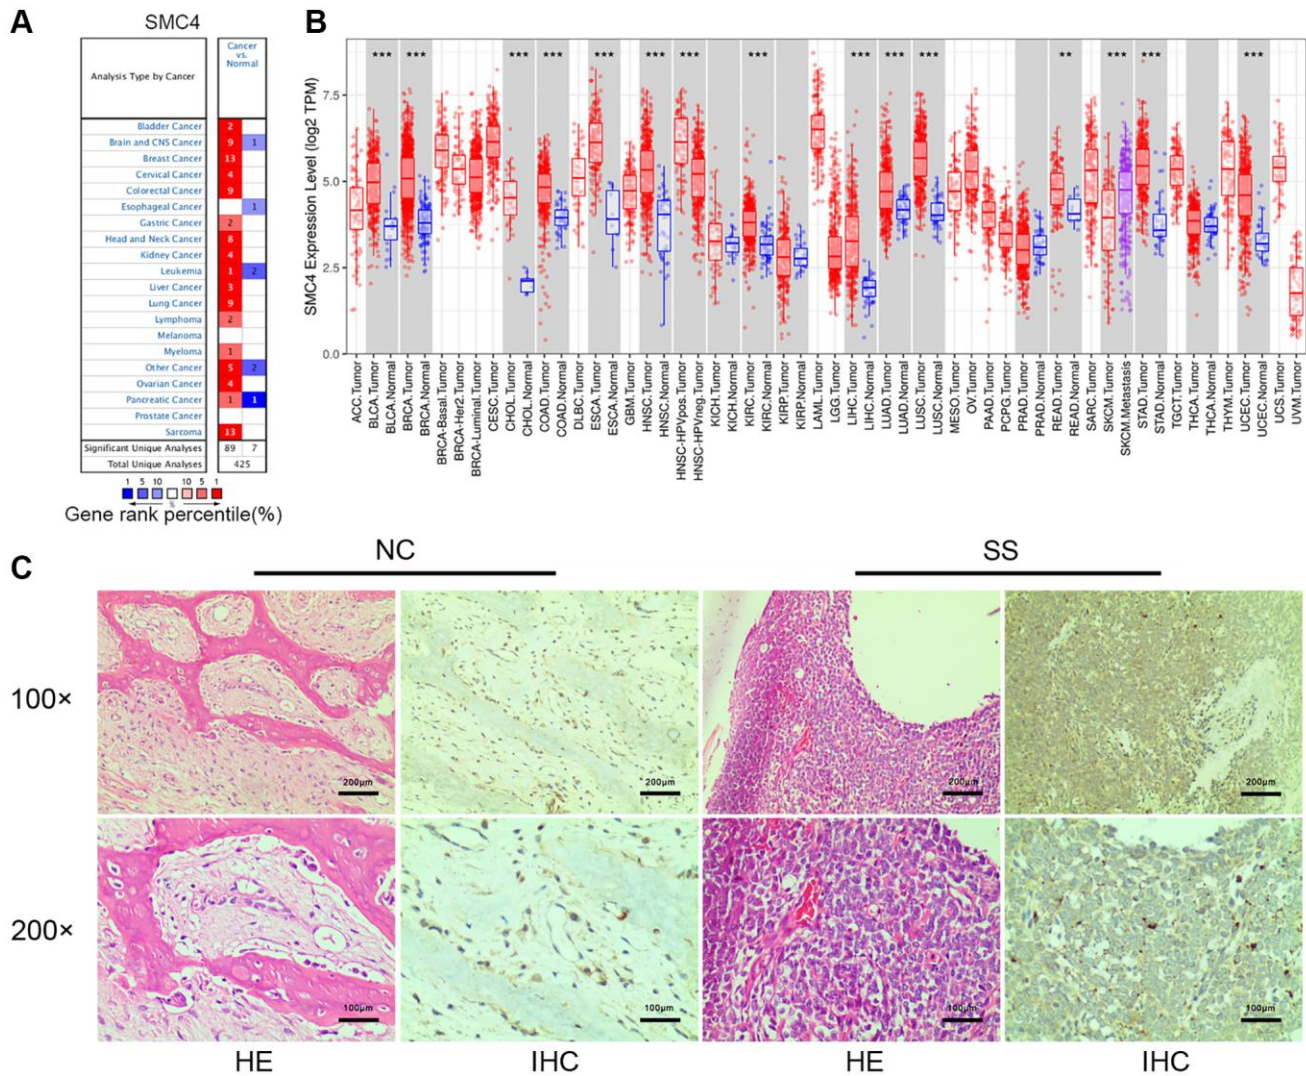 A
SMC4
Analysis Type by Cancer
Cancer
vs.
Normal
Bladder Cancer 2
Brain and CNS Cancer 9 1
Breast Cancer 13
Cervical Cancer 4
Colorectal Cancer 9
Esophageal Cancer 1
Gastric Cancer 2
Head and Neck Cancer 8
Kidney Cancer 4
Leukemia 1 2
Liver Cancer 3
Lung Cancer 9
Lymphoma 2
Melanoma
Myeloma 1
Other Cancer 5 2
Ovarian Cancer 4
Pancreatic Cancer 1 1
Prostate Cancer
Sarcoma 13
Significant Unique Analyses 89 7
Total Unique Analyses 425
1 5 10 10 5 1
%
Gene rank percentile(%)
B
*** *** *** *** *** *** *** *** *** *** *** ** *** *** ***
SMC4 Expression Level (log2 TPM)
7.5
5.0
2.5
0.0
ACC.Tumor
BLCA.Tumor
BLCA.Normal
BRCA.Tumor
BRCA.Normal
BRCA-Basal.Tumor
BRCA-Her2.Tumor
BRCA-Luminal.Tumor
CESC.Tumor
CHOL.Tumor
CHOL.Normal
COAD.Tumor
COAD.Normal
DLBC.Tumor
ESCA.Tumor
ESCA.Normal
GBM.Tumor
HNSC.Tumor
HNSC.Normal
HNSC-HPVpos.Tumor
HNSC-HPVneg.Tumor
KICH.Tumor
KICH.Normal
KIRC.Tumor
KIRC.Normal
KIRP.Tumor
KIRP.Normal
LAML.Tumor
LGG.Tumor
LIHC.Tumor
LIHC.Normal
LUAD.Tumor
LUAD.Normal
LUSC.Tumor
LUSC.Normal
MESO.Tumor
OV.Tumor
PAAD.Tumor
PCPG.Tumor
PRAD.Tumor
PRAD.Normal
READ.Tumor
READ.Normal
SARC.Tumor
SKCM.Tumor
SKCM.Metastasis
STAD.Tumor
STAD.Normal
TGCT.Tumor
THCA.Tumor
THCA.Normal
THYM.Tumor
UCEC.Tumor
UCEC.Normal
UCS.Tumor
UVM.Tumor
C
NC SS
100×
200μm 200μm 200μm 200μm
200×
100μm 100μm 100μm 100μm
HE IHC HE IHC